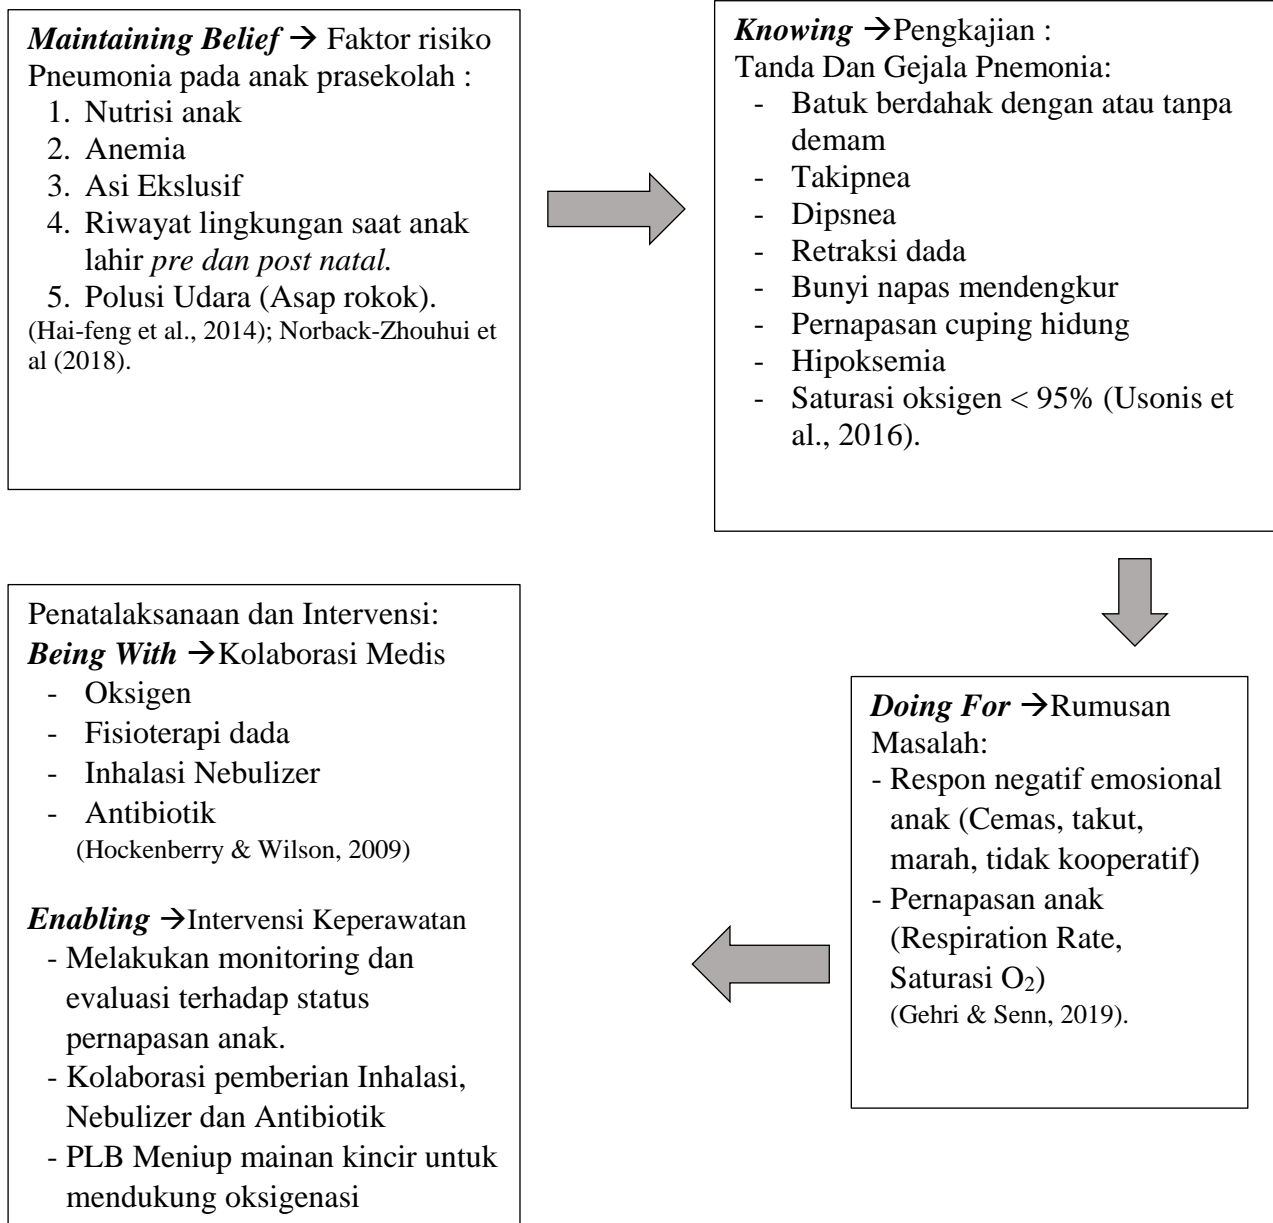 Maintaining Belief → Faktor risiko
Pneumonia pada anak prasekolah :
1. Nutrisi anak
2. Anemia
3. Asi Ekslusif
4. Riwayat lingkungan saat anak
lahir pre dan post natal.
5. Polusi Udara (Asap rokok).
(Hai-feng et al., 2014); Norback-Zhouhui et
al (2018).
Knowing →Pengkajian :
Tanda Dan Gejala Pnemonia:
- Batuk berdahak dengan atau tanpa
demam
- Takipnea
- Dipsnea
- Retraksi dada
- Bunyi napas mendengkur
- Pernapasan cuping hidung
- Hipoksemia
- Saturasi oksigen < 95% (Usonis et
al., 2016).
Doing For →Rumusan
Masalah:
- Respon negatif emosional
anak (Cemas, takut,
marah, tidak kooperatif)
- Pernapasan anak
(Respiration Rate,
Saturasi O₂)
(Gehri & Senn, 2019).
Penatalaksanaan dan Intervensi:
Being With →Kolaborasi Medis
- Oksigen
- Fisioterapi dada
- Inhalasi Nebulizer
- Antibiotik
(Hockenberry & Wilson, 2009)
Enabling →Intervensi Keperawatan
- Melakukan monitoring dan
evaluasi terhadap status
pernapasan anak.
- Kolaborasi pemberian Inhalasi,
Nebulizer dan Antibiotik
- PLB Meniup mainan kincir untuk
mendukung oksigenasi